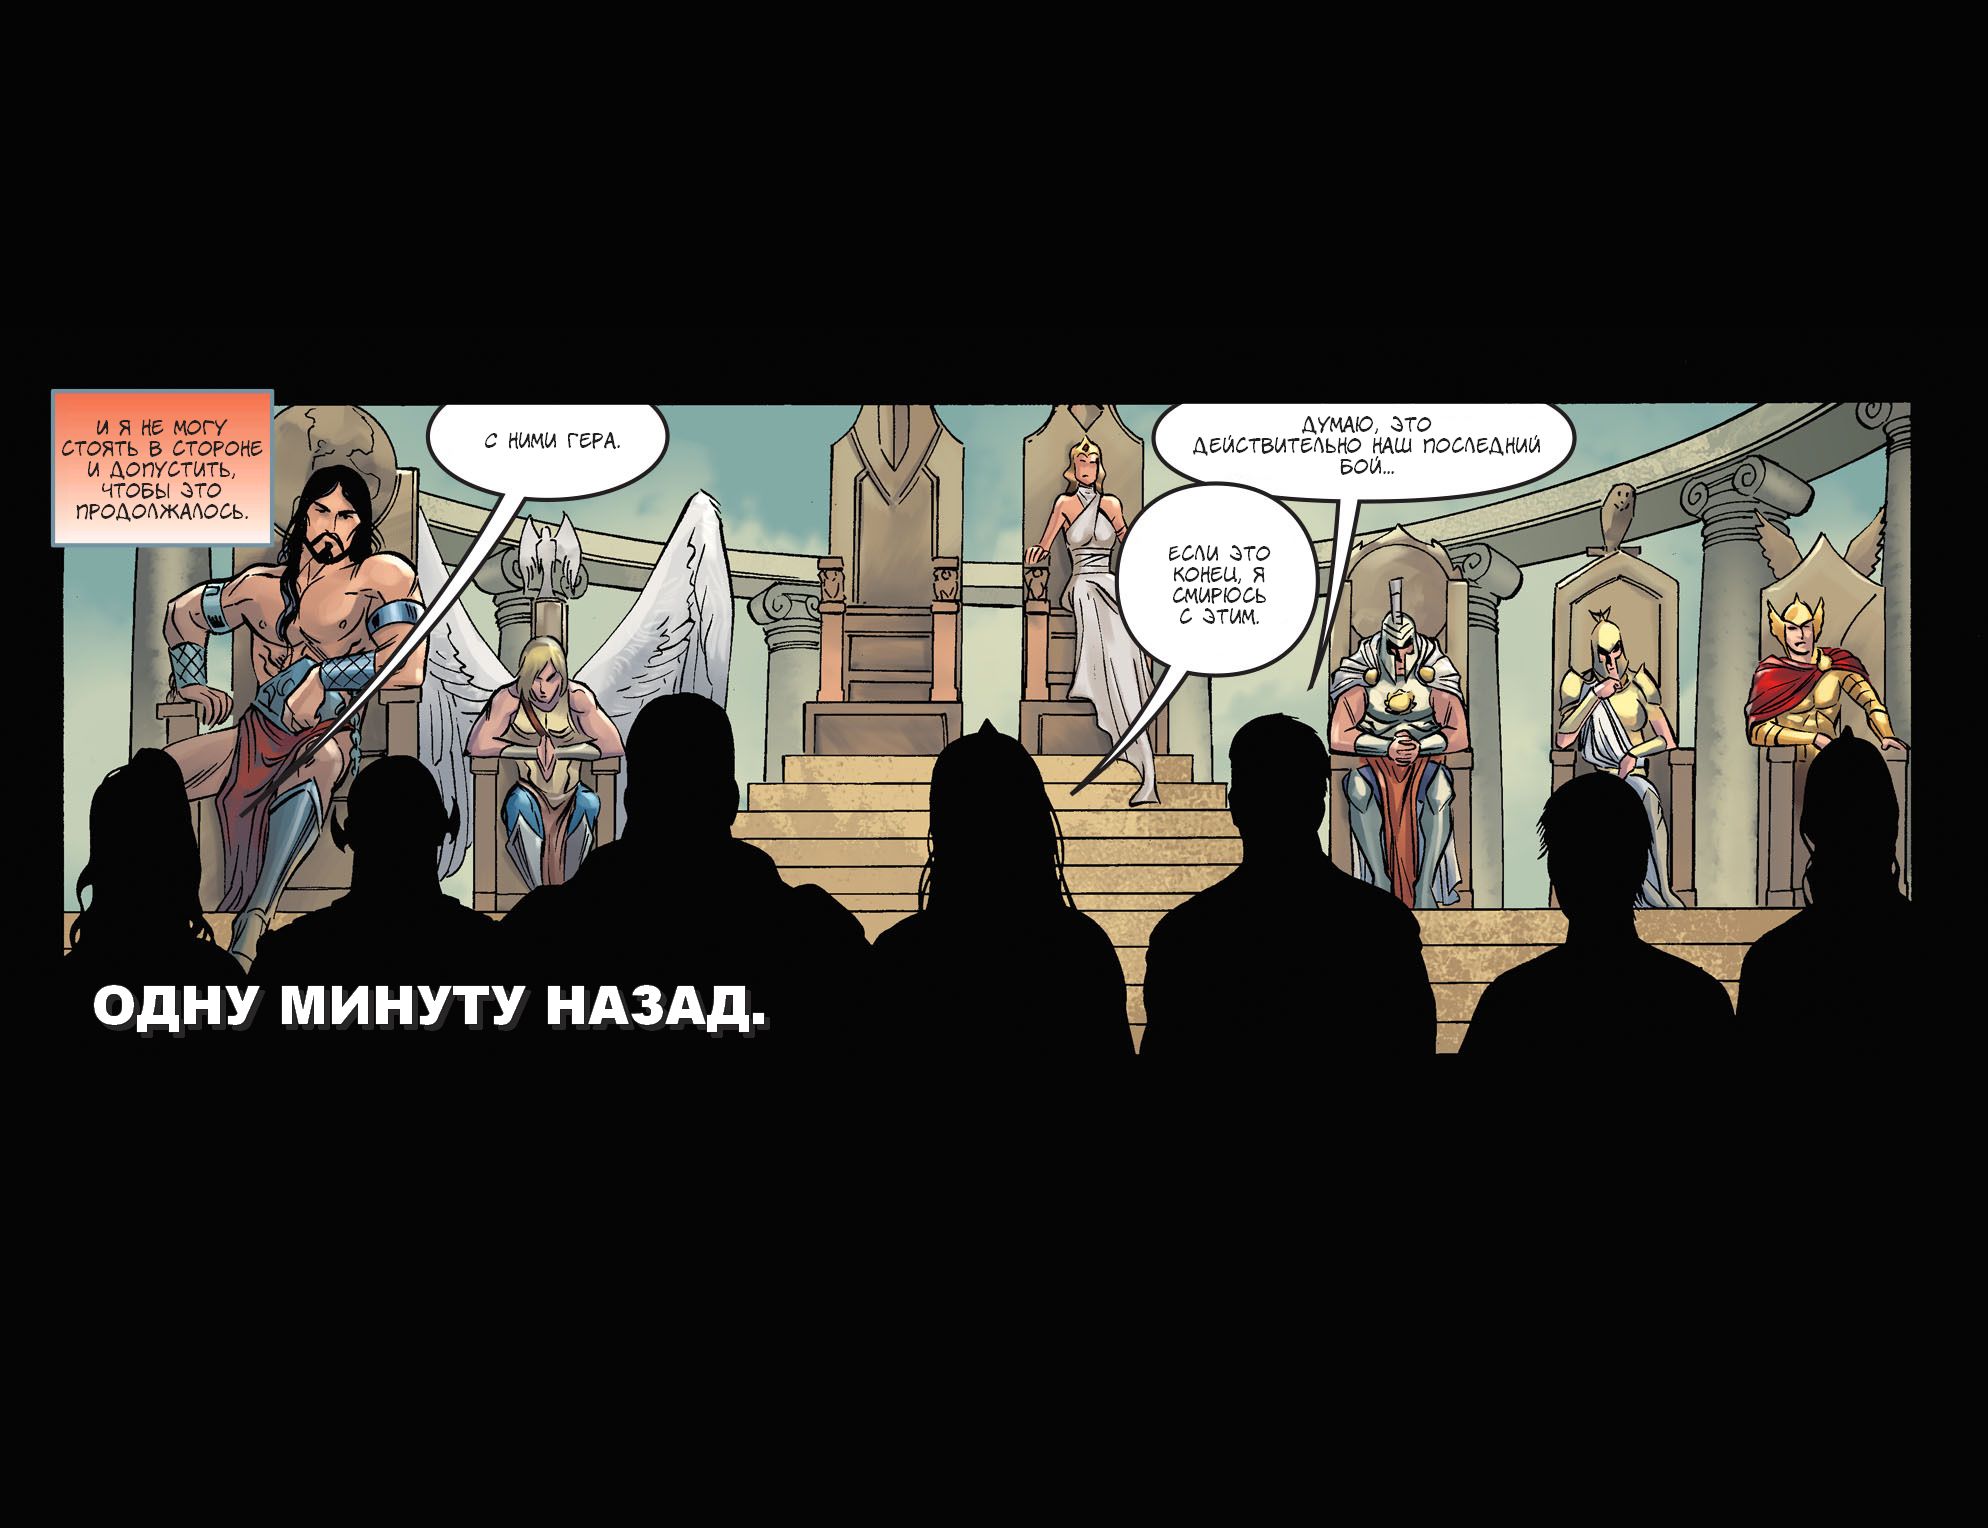 И Я НЕ МОГУ
СТОЯТЬ В СТОРОНЕ
И ДОПУСТИТЬ,
ЧТОБЫ ЭТО
ПРОДОЛЖАЛОСЬ.
С НИМИ ГЕРА.
ДУМАЮ, ЭТО
ДЕЙСТВИТЕЛЬНО НАШ ПОСЛЕДНИЙ
БОЙ...
ЕСЛИ ЭТО
КОНЕЦ, Я
СМИРЮСЬ
С ЭТИМ.
ОДНУ МИНУТУ НАЗАД.